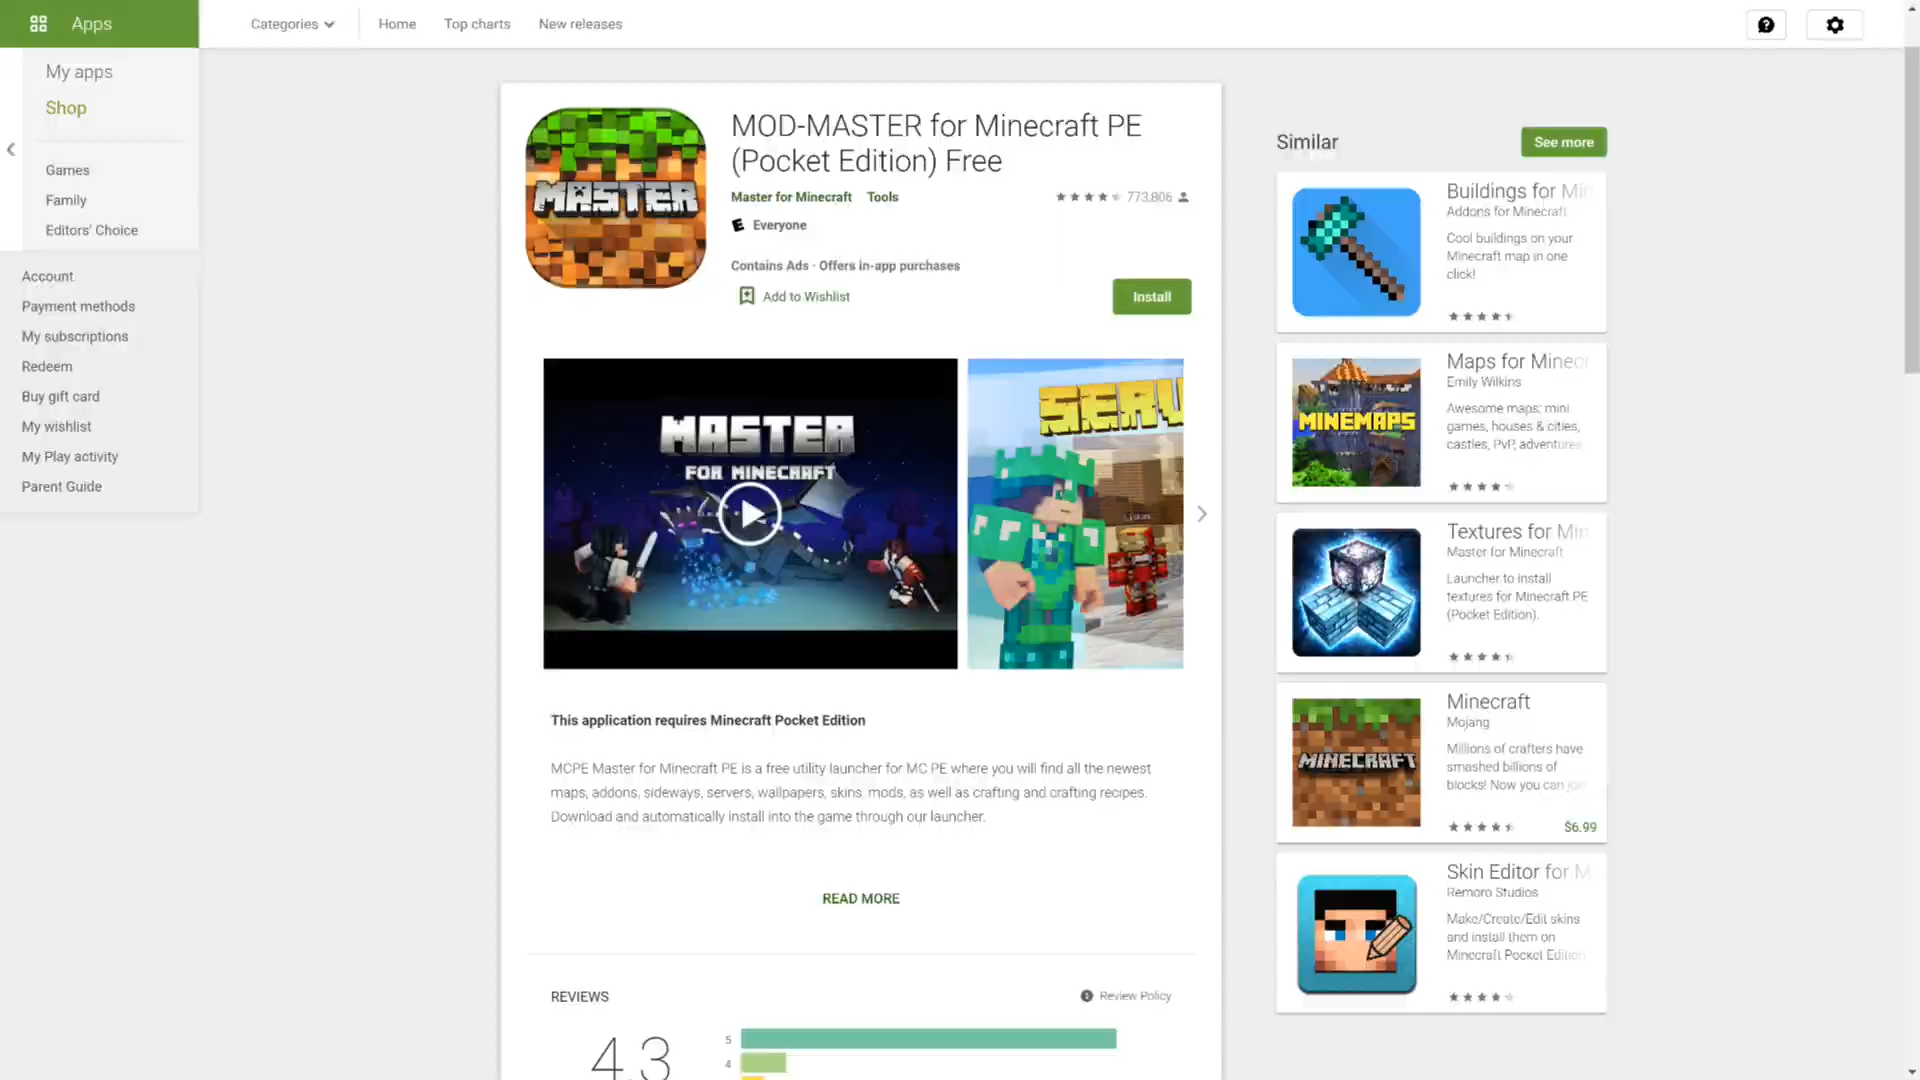 Apps
Categories
Home
Top charts
New releases
My apps
Shop
Games
Family
Editors' Choice
Account
Payment methods
My subscriptions
Redeem
Buy gift card
My wishlist
My Play activity
Parent Guide
MASTER
MOD-MASTER for Minecraft PE
(Pocket Edition) Free
Master for Minecraft Tools
773,806
E Everyone
Contains Ads · Offers in-app purchases
Add to Wishlist
Install
MASTER
FOR MINECRAFT
SERV
This application requires Minecraft Pocket Edition
MCPE Master for Minecraft PE is a free utility launcher for MC PE where you will find all the newest
maps, addons, sideways, servers, wallpapers, skins, mods, as well as crafting and crafting recipes.
Download and automatically install into the game through our launcher.
READ MORE
REVIEWS
Review Policy
4.3
5
4
Similar
See more
Buildings for Min
Addons for Minecraft
Cool buildings on your
Minecraft map in one
click!
MINEMAPS
Maps for Minecr
Emily Wilkins
Awesome maps: mini
games, houses & cities,
castles, PvP, adventures
Textures for Min
Master for Minecraft
Launcher to install
textures for Minecraft PE
(Pocket Edition).
MINECRAFT
Minecraft
Mojang
Millions of crafters have
smashed billions of
blocks! Now you can join
$6.99
Skin Editor for M
Remoro Studios
Make/Create/Edit skins
and install them on
Minecraft Pocket Edition